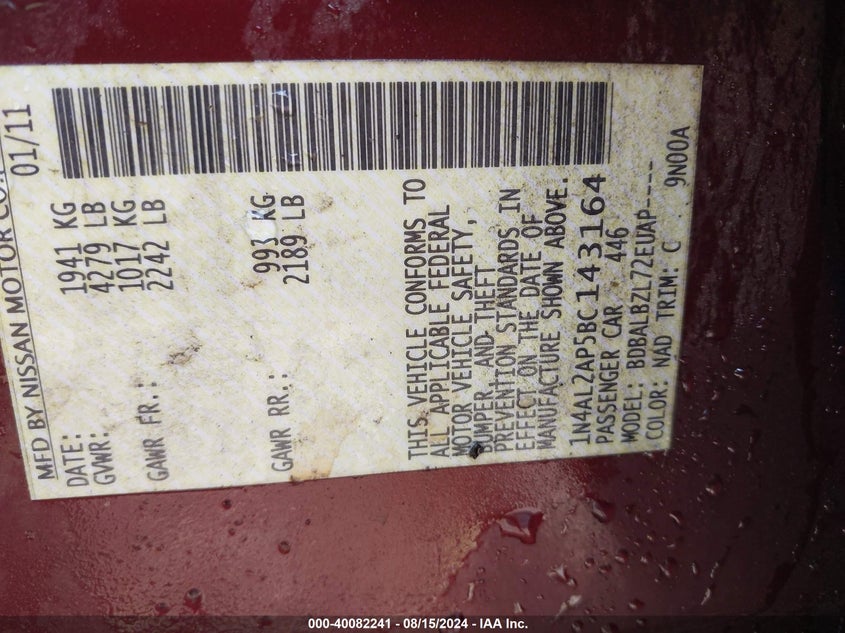 MFD BY NISSAN MOTOR CO.,
DATE: 01/11
GVWR: 1941 KG
4279 LB
GAWR FR.: 1017 KG
2242 LB
GAWR RR.: 993 KG
2189 LB
THIS VEHICLE CONFORMS TO
ALL APPLICABLE FEDERAL
MOTOR VEHICLE SAFETY,
BUMPER AND THEFT
PREVENTION STANDARDS IN
EFFECT ON THE DATE OF
MANUFACTURE SHOWN ABOVE.
1N4AL2AP5BC143164
PASSENGER CAR 446
MODEL: BDBALBZL72EUAP----
COLOR: NAD TRIM: C 9N00A
000-40082241 - 08/15/2024 - IAA Inc.